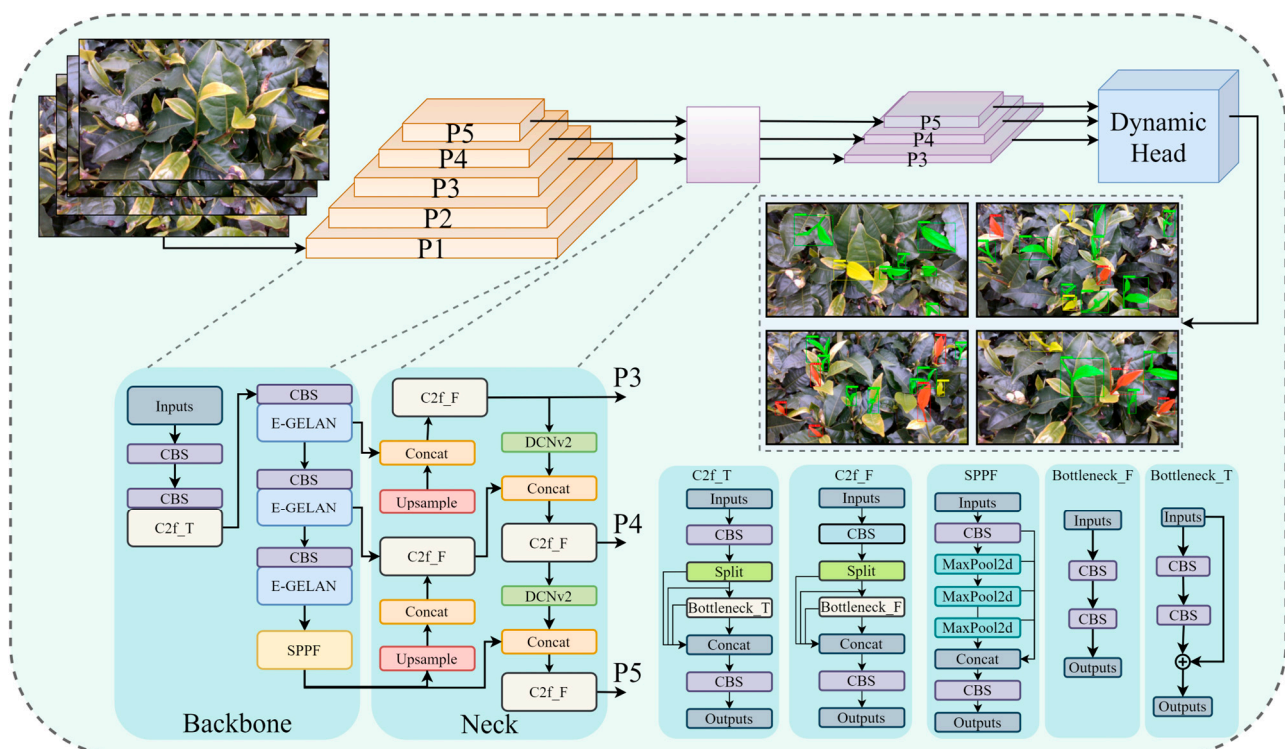 P5
P4
P3
P2
P1
P5
P4
P3
Dynamic
Head
Inputs
CBS
CBS
C2f_T
CBS
E-GELAN
CBS
E-GELAN
CBS
E-GELAN
SPPF
Backbone
C2f_F
Concat
Upsample
C2f_F
Concat
Upsample
DCNv2
Concat
C2f_F
DCNv2
Concat
C2f_F
Neck
P3
P4
P5
C2f_T
Inputs
CBS
Split
Bottleneck_T
Concat
CBS
Outputs
C2f_F
Inputs
CBS
Split
Bottleneck_F
Concat
CBS
Outputs
SPPF
Inputs
CBS
MaxPool2d
MaxPool2d
MaxPool2d
Concat
CBS
Outputs
Bottleneck_F
Inputs
CBS
CBS
Outputs
Bottleneck_T
Inputs
CBS
CBS
Outputs